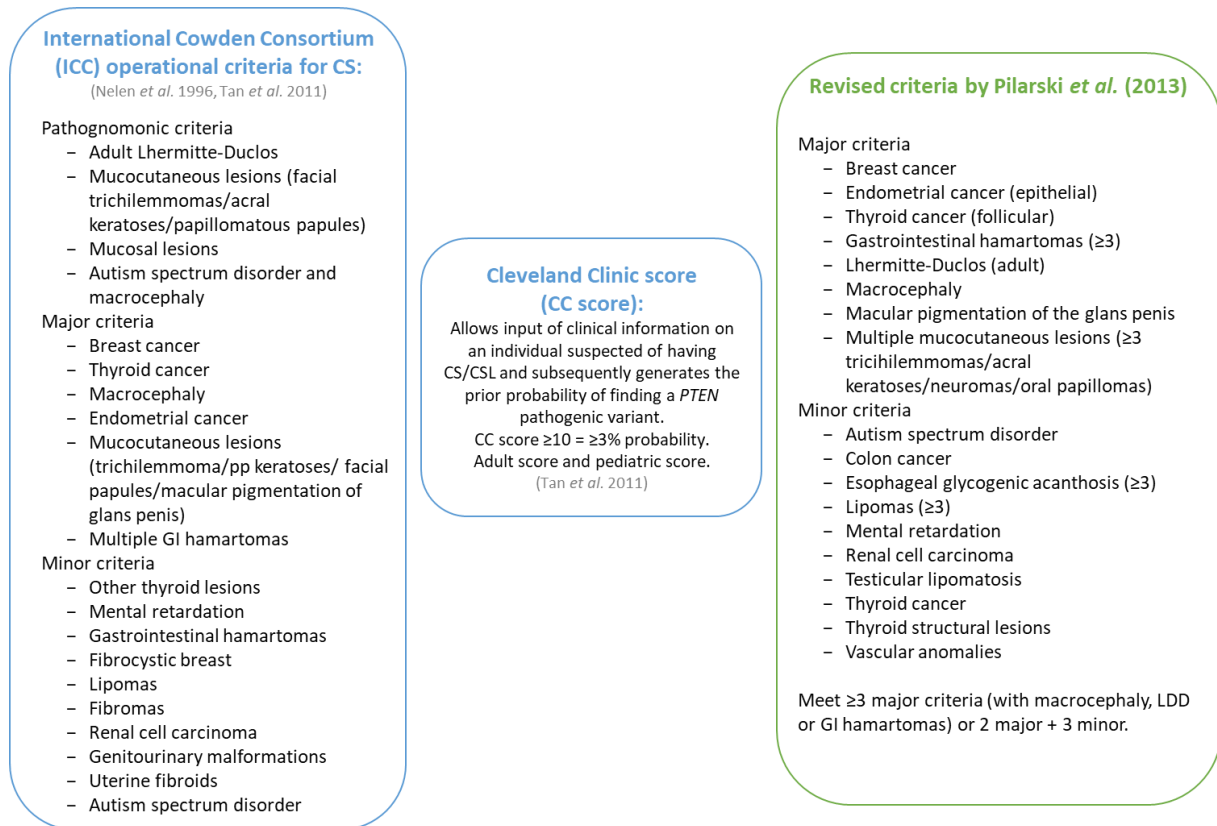 International Cowden Consortium
(ICC) operational criteria for CS:
(Nelen et al. 1996, Tan et al. 2011)
Pathognomonic criteria
− Adult Lhermitte-Duclos
− Mucocutaneous lesions (facial
trichilemmomas/acral
keratoses/papillomatous papules)
− Mucosal lesions
− Autism spectrum disorder and
macrocephaly
Major criteria
− Breast cancer
− Thyroid cancer
− Macrocephaly
− Endometrial cancer
− Mucocutaneous lesions
(trichilemmoma/pp keratoses/ facial
papules/macular pigmentation of
glans penis)
− Multiple GI hamartomas
Minor criteria
− Other thyroid lesions
− Mental retardation
− Gastrointestinal hamartomas
− Fibrocystic breast
− Lipomas
− Fibromas
− Renal cell carcinoma
− Genitourinary malformations
− Uterine fibroids
− Autism spectrum disorder
Cleveland Clinic score
(CC score):
Allows input of clinical information on
an individual suspected of having
CS/CSL and subsequently generates the
prior probability of finding a PTEN
pathogenic variant.
CC score ≥10 = ≥3% probability.
Adult score and pediatric score.
(Tan et al. 2011)
Revised criteria by Pilarski et al. (2013)
Major criteria
− Breast cancer
− Endometrial cancer (epithelial)
− Thyroid cancer (follicular)
− Gastrointestinal hamartomas (≥3)
− Lhermitte-Duclos (adult)
− Macrocephaly
− Macular pigmentation of the glans penis
− Multiple mucocutaneous lesions (≥3
tricihilemmomas/acral
keratoses/neuromas/oral papillomas)
Minor criteria
− Autism spectrum disorder
− Colon cancer
− Esophageal glycogenic acanthosis (≥3)
− Lipomas (≥3)
− Mental retardation
− Renal cell carcinoma
− Testicular lipomatosis
− Thyroid cancer
− Thyroid structural lesions
− Vascular anomalies
Meet ≥3 major criteria (with macrocephaly, LDD
or GI hamartomas) or 2 major + 3 minor.